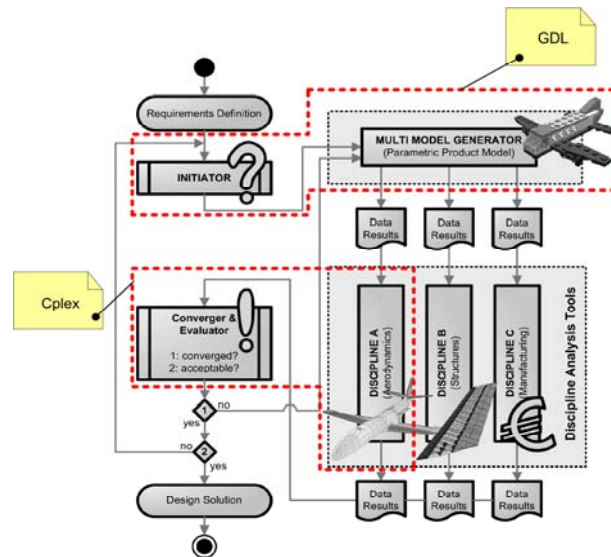 GDL
Requirements Definition
MULTI MODEL GENERATOR
(Parametric Product Model)
INITIATOR
?
Data
Results
Data
Results
Data
Results
Cplex
Converger &
Evaluator
!
1: converged?
2: acceptable?
DISCIPLINE A
(Aerodynamics)
DISCIPLINE B
(Structures)
DISCIPLINE C
(Manufacturing)
Discipline Analysis Tools
€
1
no
yes
no
2
yes
Design Solution
Data
Results
Data
Results
Data
Results